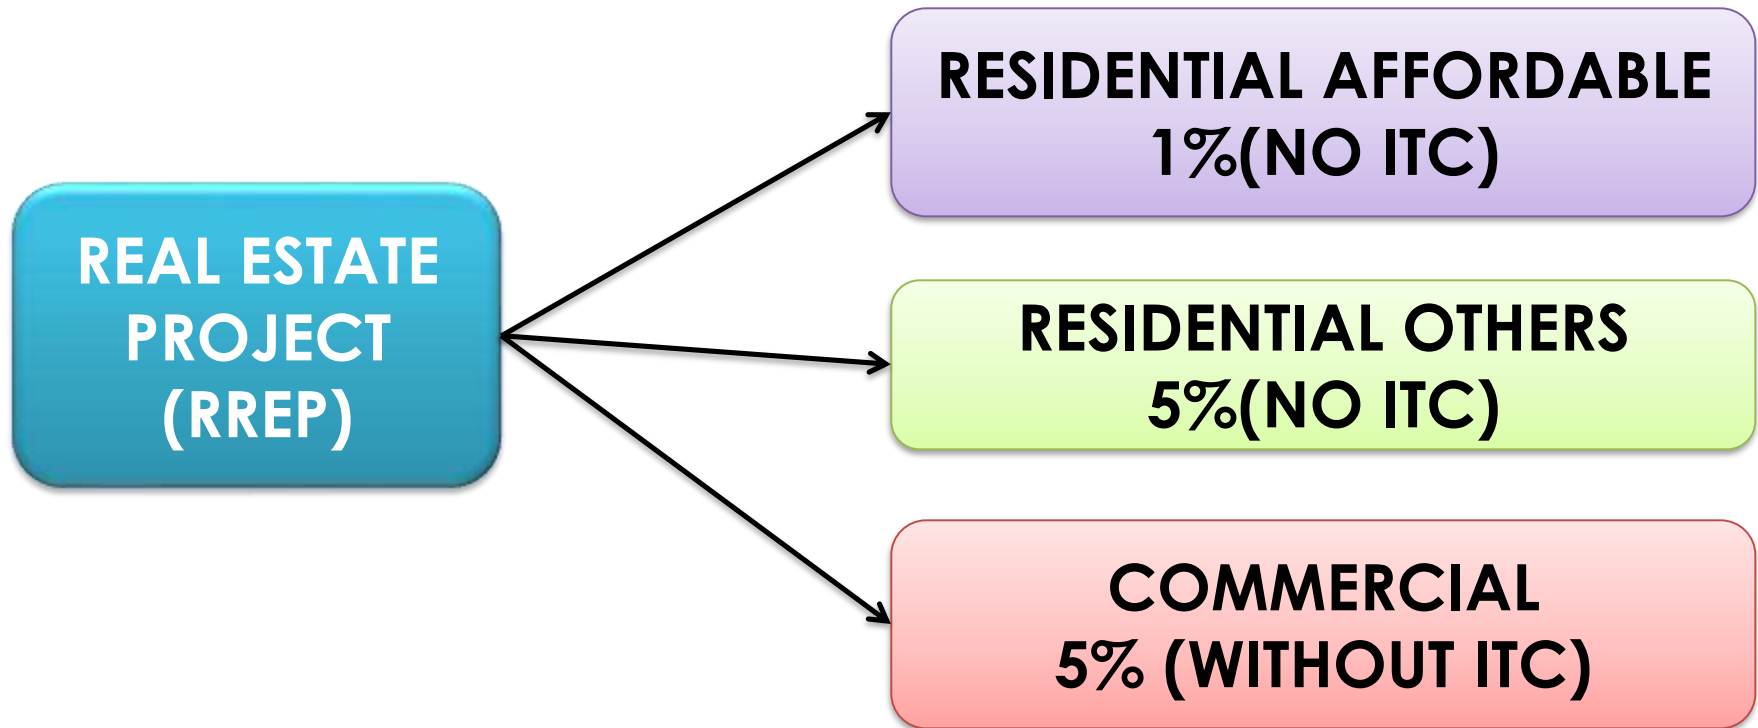 REAL ESTATE
PROJECT
(RREP)
RESIDENTIAL AFFORDABLE
1%(NO ITC)
RESIDENTIAL OTHERS
5%(NO ITC)
COMMERCIAL
5% (WITHOUT ITC)